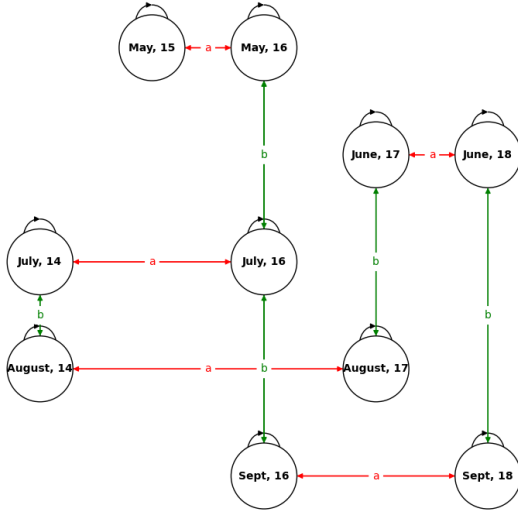 May, 15
a
May, 16
b
June, 17
a
June, 18
July, 14
a
July, 16
b
b
b
August, 14
a
b
August, 17
Sept, 16
a
Sept, 18